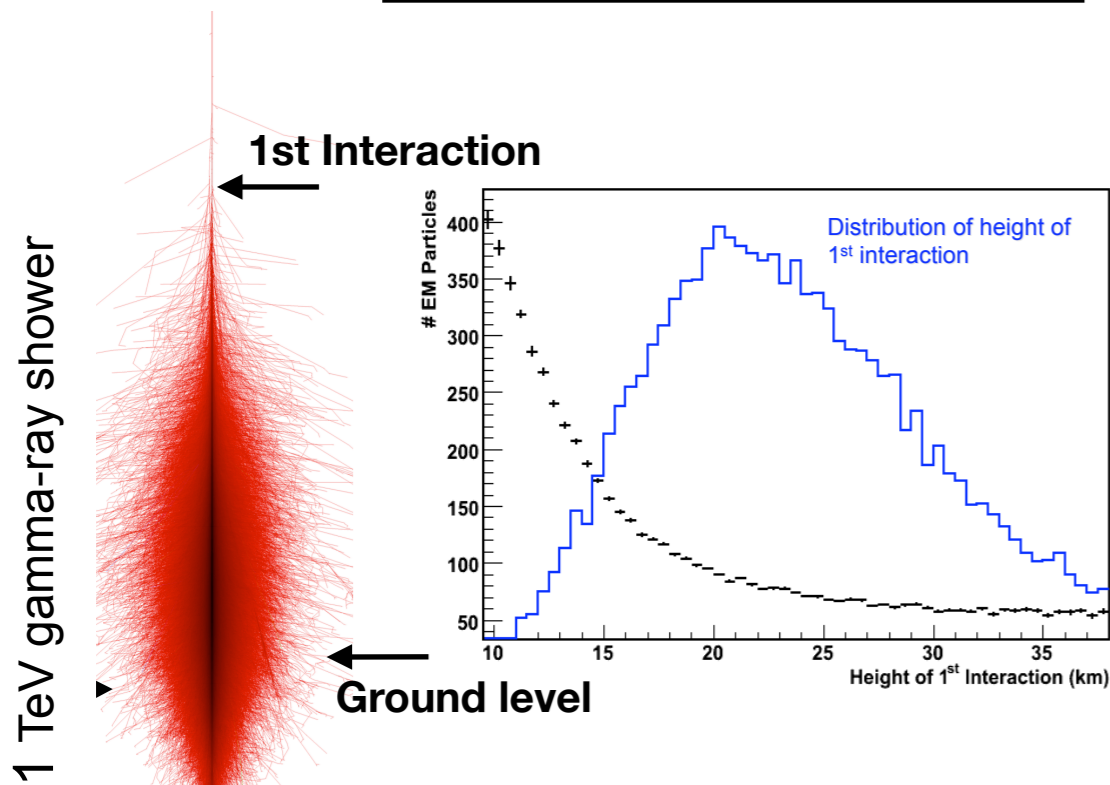 1 TeV gamma-ray shower
1st Interaction
Ground level
# EM Particles
400
350
300
250
200
150
100
50
Distribution of height of
1st interaction
10 15 20 25 30 35
Height of 1st Interaction (km)